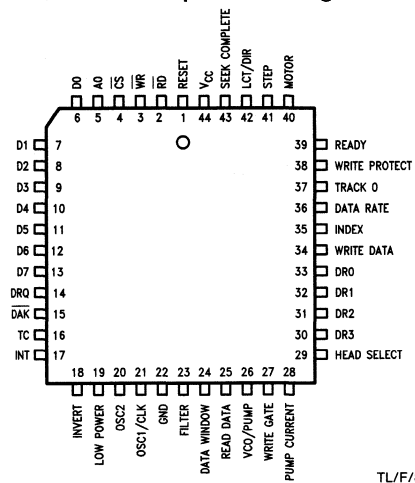 D0 A0 C̅S̅ W̅R̅ R̅D̅ RESET VCC SEEK COMPLETE LCT/DIR STEP MOTOR
6 5 4 3 2 1 44 43 42 41 40
D1 7 39 READY
D2 8 38 WRITE PROTECT
D3 9 37 TRACK 0
D4 10 36 DATA RATE
D5 11 35 INDEX
D6 12 34 WRITE DATA
D7 13 33 DR0
DRQ 14 32 DR1
D̅A̅K̅ 15 31 DR2
TC 16 30 DR3
INT 17 29 HEAD SELECT
18 19 20 21 22 23 24 25 26 27 28
INVERT LOW POWER OSC2 OSC1/CLK GND FILTER DATA WINDOW READ DATA VCO/PUMP WRITE GATE PUMP CURRENT
TL/F/